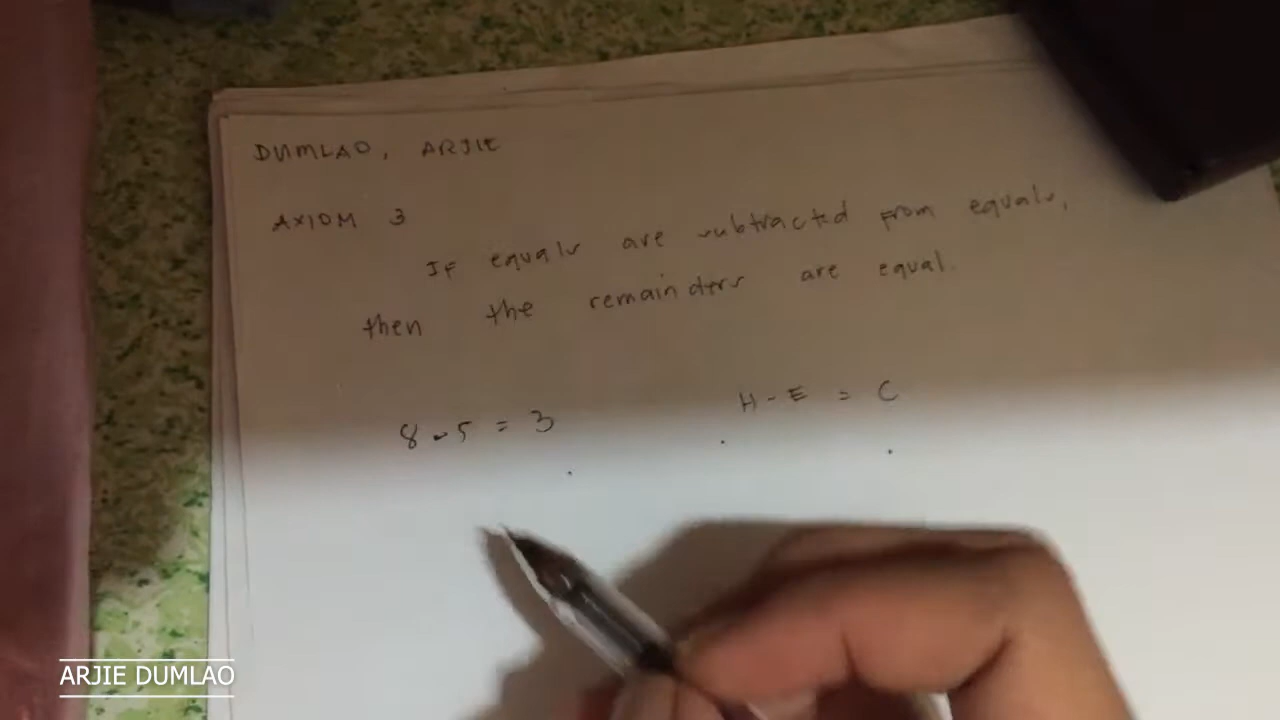 DUMLAO, ARJIE
AXIOM 3
If equals are subtracted from equals,
then the remainders are equal.
8-5 = 3
H-E = C
ARJIE DUMLAO